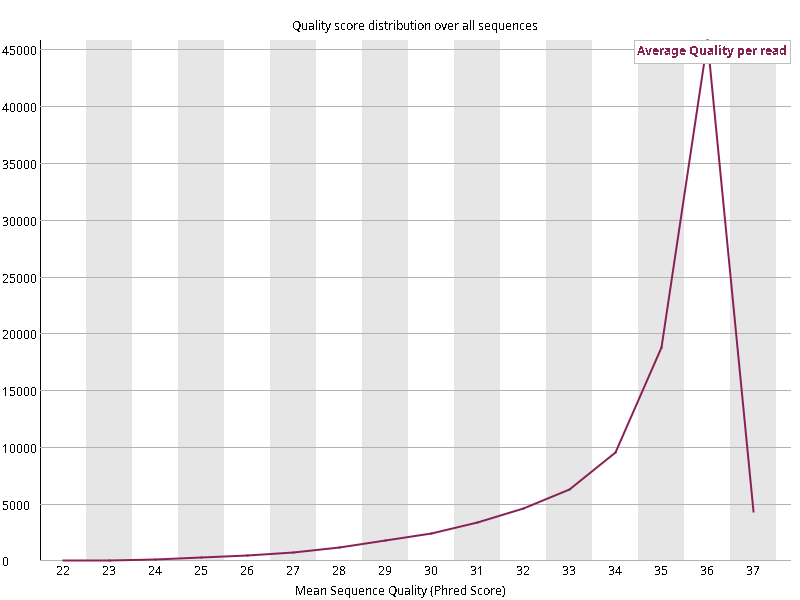 Quality score distribution over all sequences
Average Quality per read
45000
40000
35000
30000
25000
20000
15000
10000
5000
0
22 23 24 25 26 27 28 29 30 31 32 33 34 35 36 37
Mean Sequence Quality (Phred Score)